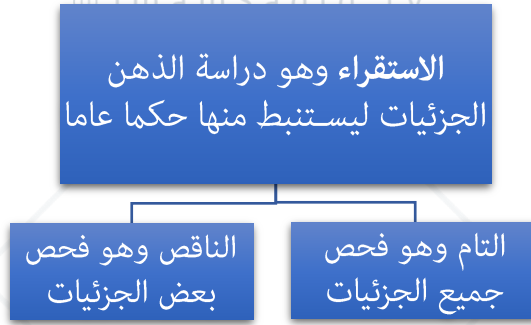 الاستقراء وهو دراسة الذهن
الجزئيات ليستنبط منها حكما عاما
التام وهو فحص
جميع الجزئيات
الناقص وهو فحص
بعض الجزئيات